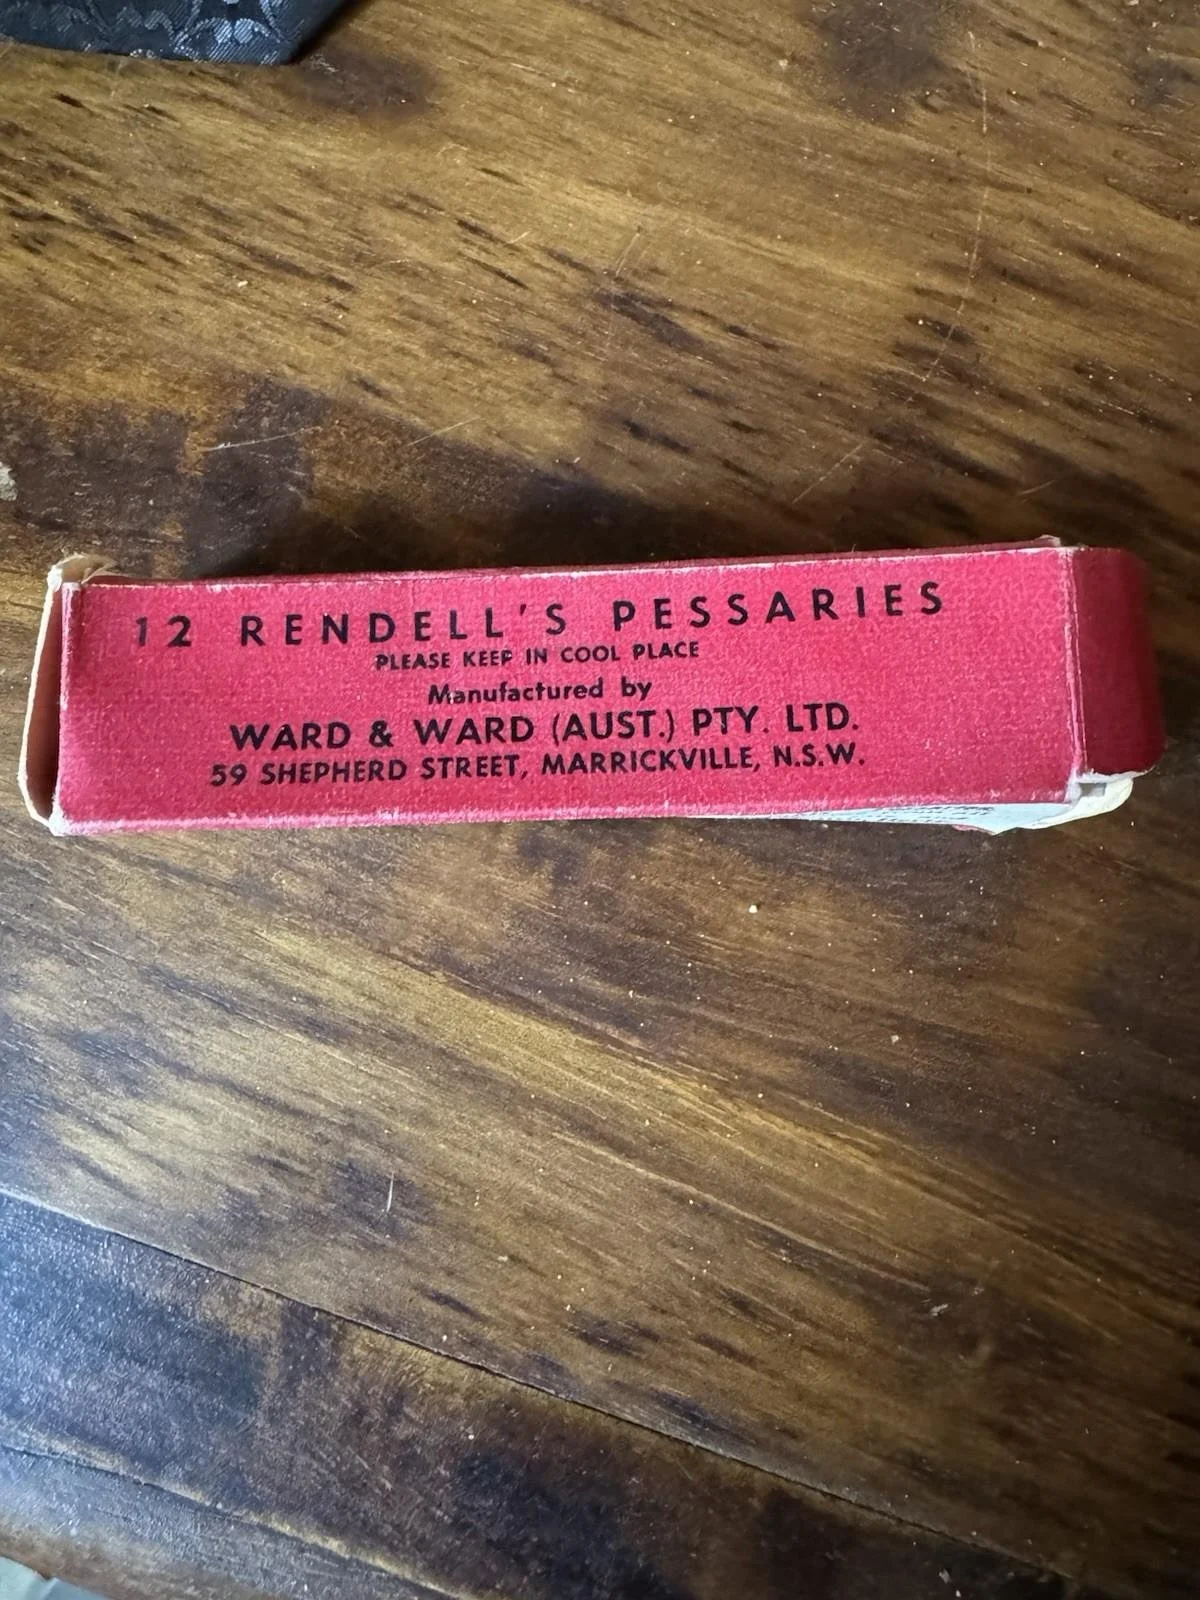 12 RENDELL'S PESSARIES
PLEASE KEEP IN COOL PLACE
Manufactured by
WARD & WARD (AUST.) PTY. LTD.
59 SHEPHERD STREET, MARRICKVILLE, N.S.W.